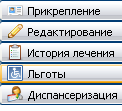 Прикрепление
Редактирование
История лечения
Льготы
Диспансеризация